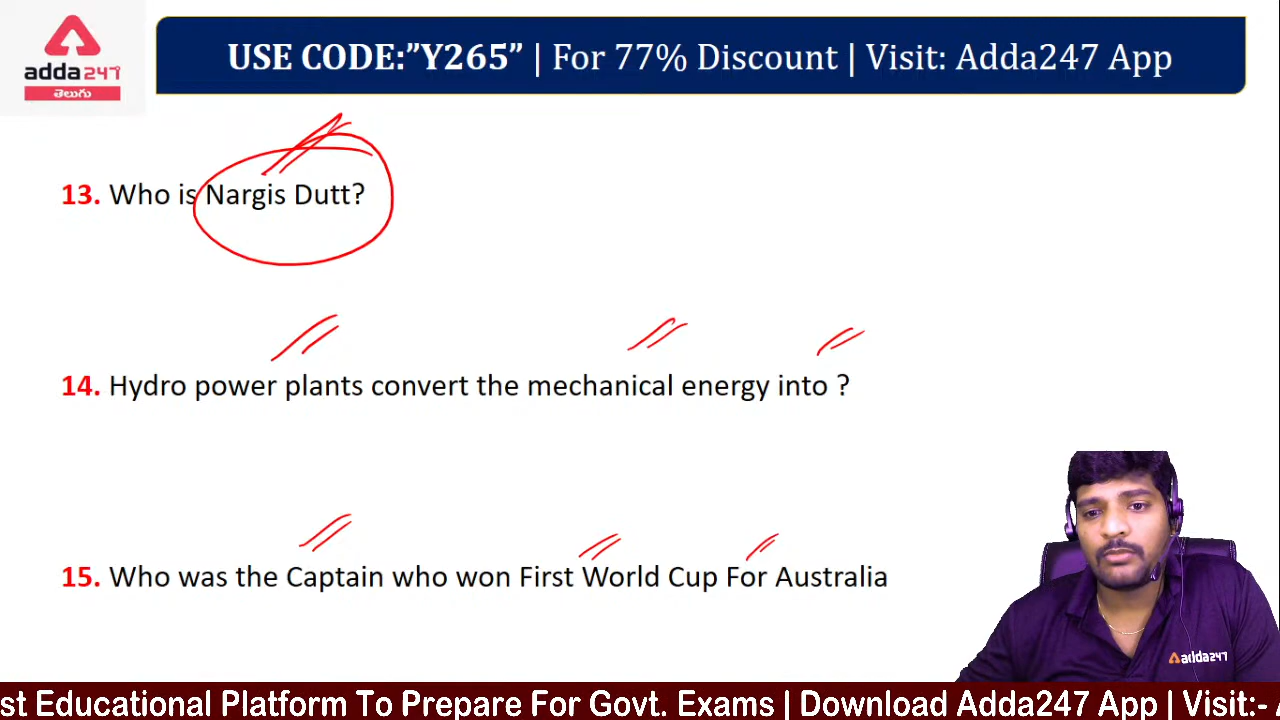 adda247
తెలుగు
USE CODE:”Y265” | For 77% Discount | Visit: Adda247 App
13. Who is Nargis Dutt?
14. Hydro power plants convert the mechanical energy into ?
15. Who was the Captain who won First World Cup For Australia
adda247
st Educational Platform To Prepare For Govt. Exams | Download Adda247 App | Visit:-